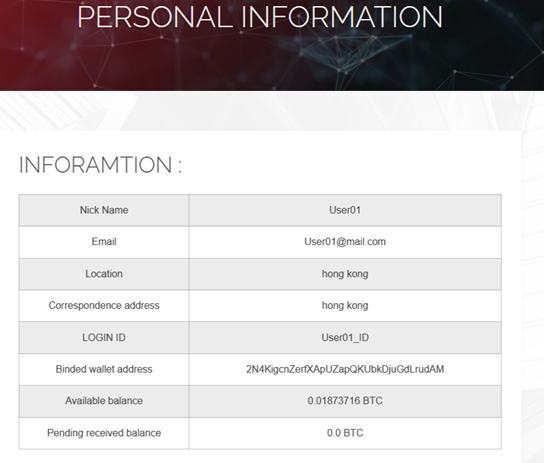 PERSONAL INFORMATION
INFORAMTION :
Nick Name User01
Email User01@mail.com
Location hong kong
Correspondence address hong kong
LOGIN ID User01_ID
Binded wallet address 2N4KigcnZerfXApUZapQKUbkDjuGdLrudAM
Available balance 0.01873716 BTC
Pending received balance 0.0 BTC